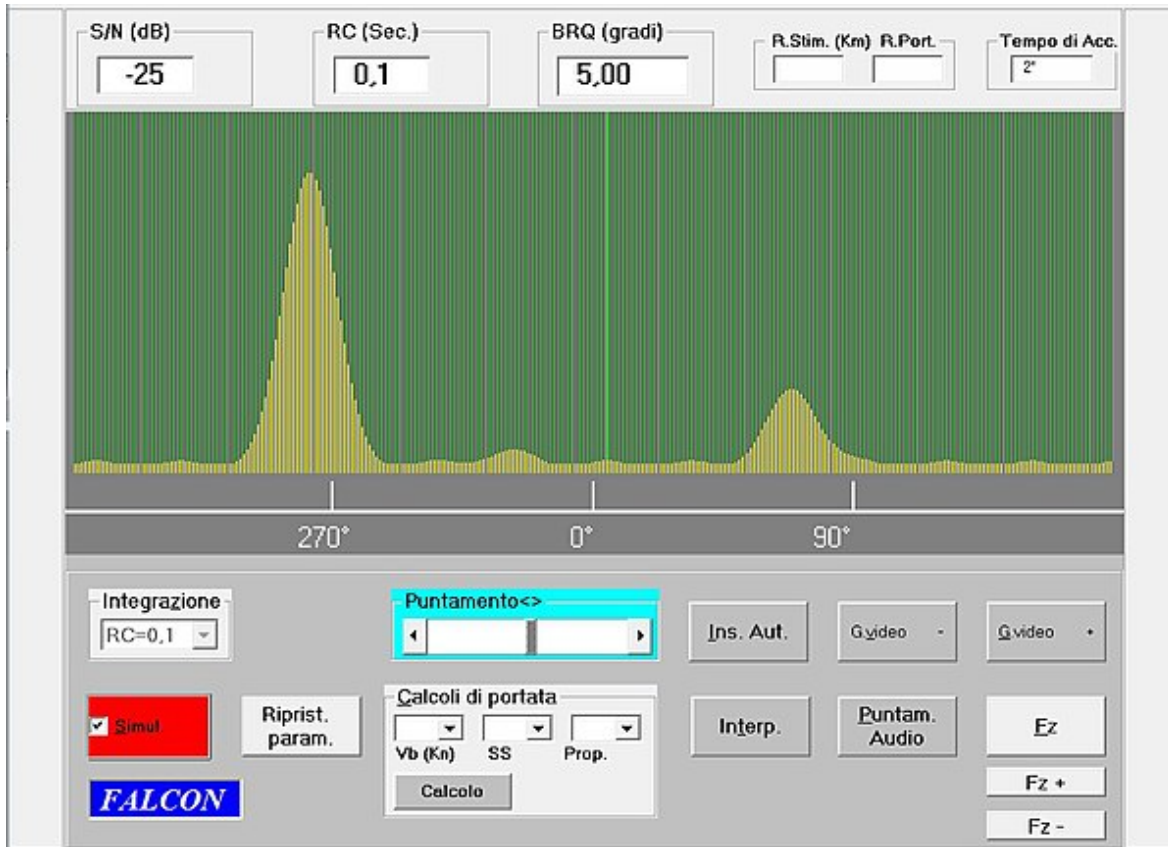 S/N (dB)
-25
RC (Sec.)
0,1
BRQ (gradi)
5,00
R.Stim. (Km) R.Port.
Tempo di Acc.
2"
270° 0° 90°
Integrazione
RC=0,1
Puntamento<>
Ins. Aut.
G.video -
G.video +
Simul
Riprist.
param.
Calcoli di portata
Vb (Kn) SS Prop.
Calcolo
Interp.
Puntam.
Audio
Fz
Fz +
Fz -
FALCON